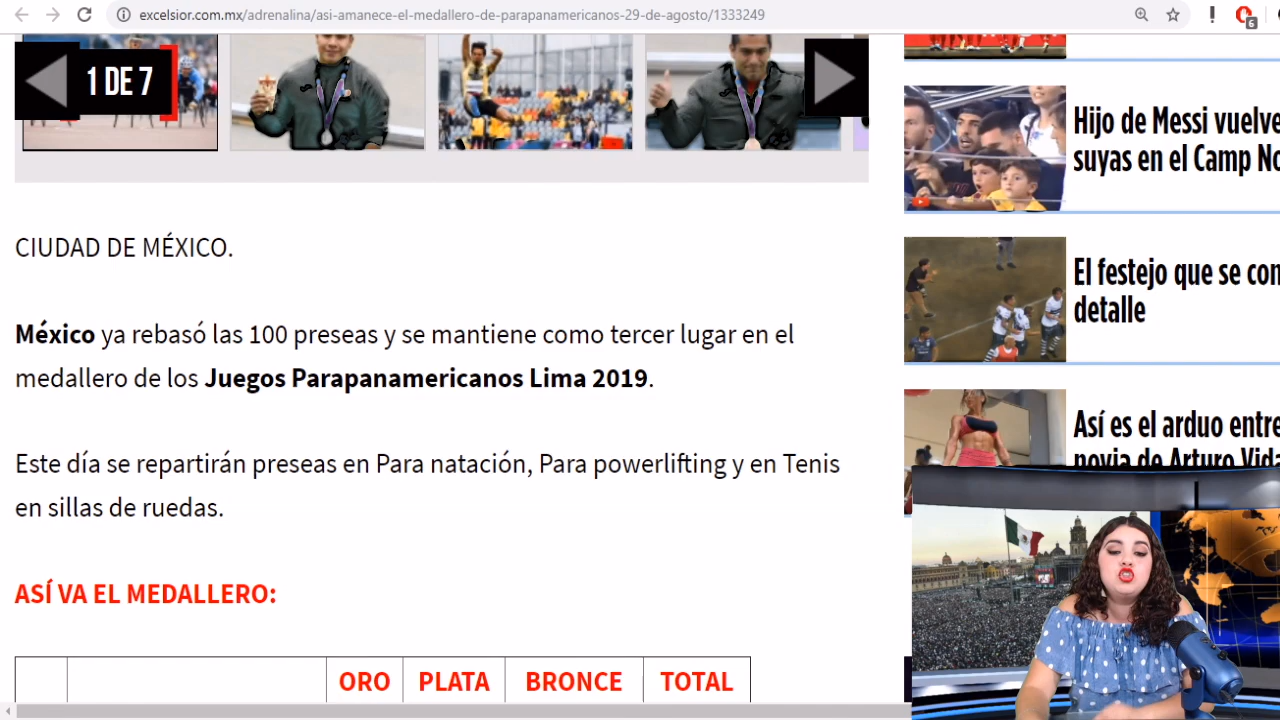 excelsior.com.mx/adrenalina/asi-amanece-el-medallero-de-parapanamericanos-29-de-agosto/1333249
6
1 DE 7
CIUDAD DE MÉXICO.
México ya rebasó las 100 preseas y se mantiene como tercer lugar en el
medallero de los Juegos Parapanamericanos Lima 2019.
Este día se repartirán preseas en Para natación, Para powerlifting y en Tenis
en sillas de ruedas.
ASÍ VA EL MEDALLERO:
ORO PLATA BRONCE TOTAL
Hijo de Messi vuelve
suyas en el Camp
El festejo que se
detalle
Así es el arduo
novia de Arturo